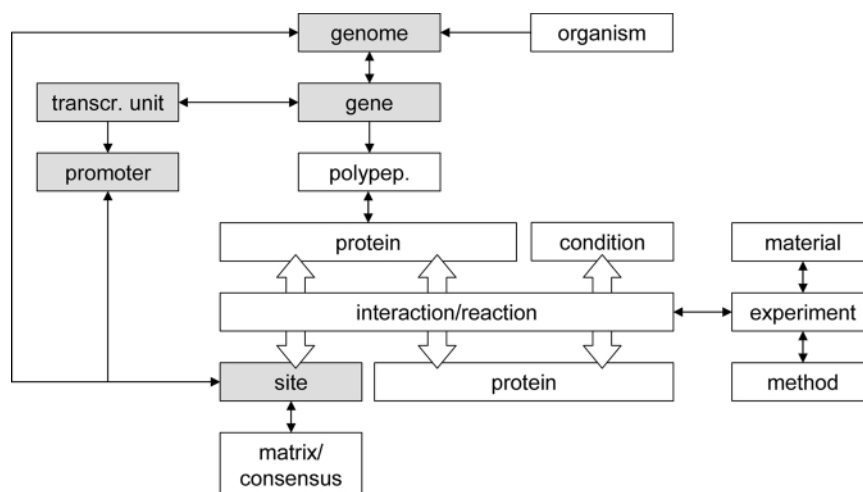 genome
organism
transcr. unit
gene
promoter
polypep.
protein
condition
material
interaction/reaction
experiment
site
protein
method
matrix/
consensus